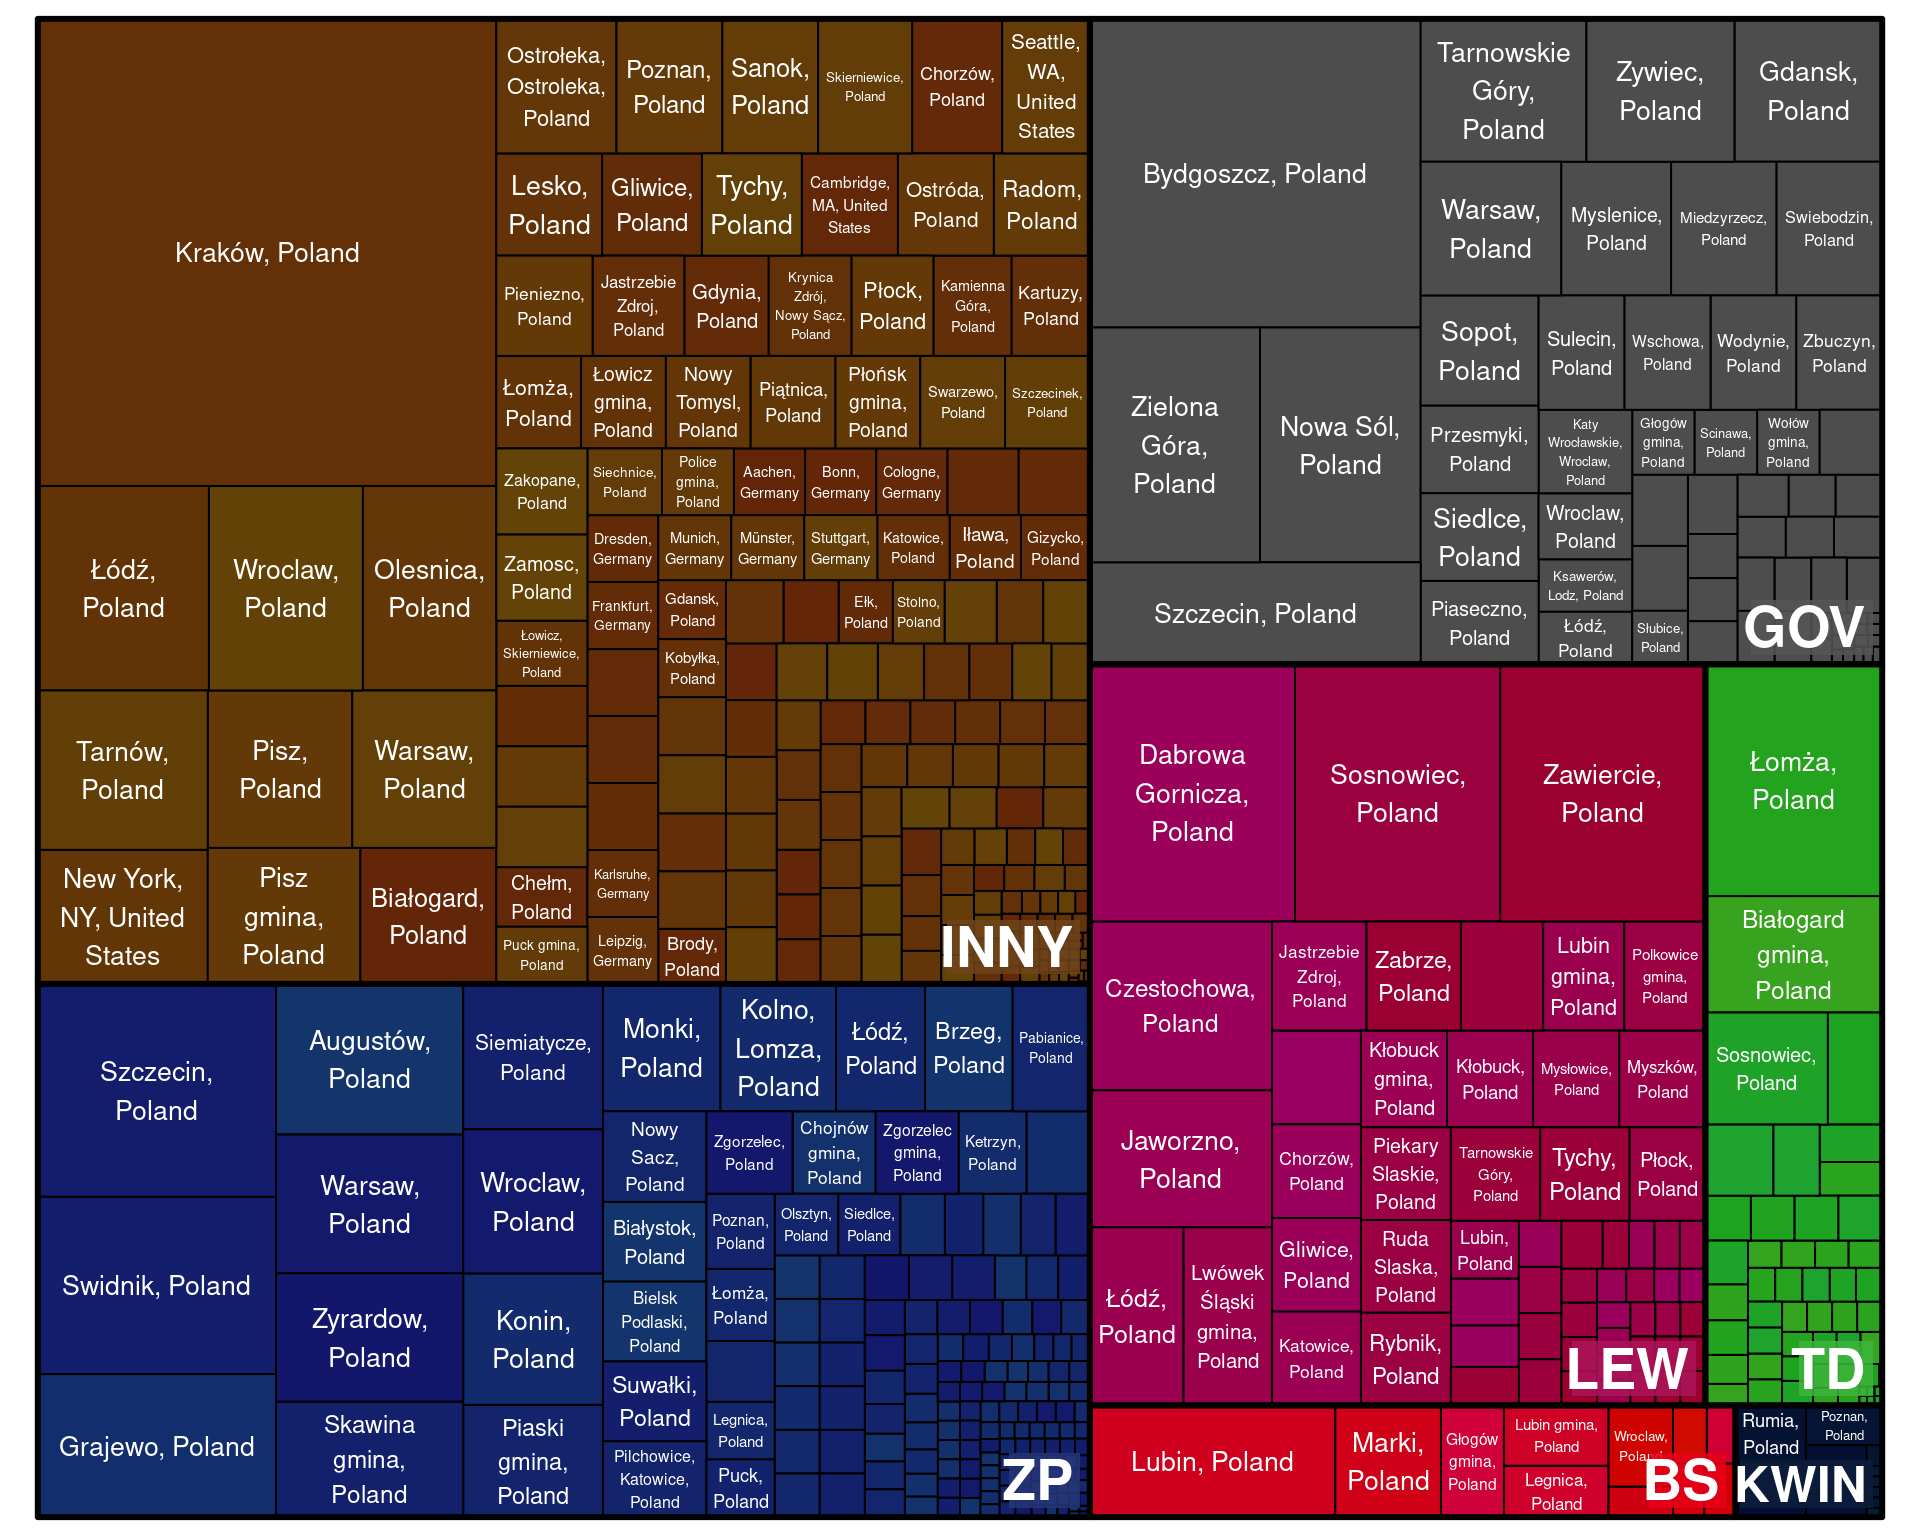 Kraków, Poland
Łódź,
Poland
Wroclaw,
Poland
Olesnica,
Poland
Tarnów,
Poland
Pisz,
Poland
Warsaw,
Poland
New York,
NY, United
States
Pisz
gmina,
Poland
Białogard,
Poland
Ostrołeka,
Ostroleka,
Poland
Poznan,
Poland
Sanok,
Poland
Skierniewice,
Poland
Chorzów,
Poland
Seattle,
WA,
United
States
Lesko,
Poland
Gliwice,
Poland
Tychy,
Poland
Cambridge,
MA, United
States
Ostróda,
Poland
Radom,
Poland
Pieniezno,
Poland
Jastrzebie
Zdroj,
Poland
Gdynia,
Poland
Krynica
Zdrój,
Nowy Sącz,
Poland
Płock,
Poland
Kamienna
Góra,
Poland
Kartuzy,
Poland
Łomża,
Poland
Łowicz
gmina,
Poland
Nowy
Tomysl,
Poland
Piątnica,
Poland
Płońsk
gmina,
Poland
Swarzewo,
Poland
Szczecinek,
Poland
Zakopane,
Poland
Siechnice,
Poland
Police
gmina,
Poland
Aachen,
Germany
Bonn,
Germany
Cologne,
Germany
Zamosc,
Poland
Dresden,
Germany
Munich,
Germany
Münster,
Germany
Stuttgart,
Germany
Katowice,
Poland
Iława,
Poland
Gizycko,
Poland
Łowicz,
Skierniewice,
Poland
Frankfurt,
Germany
Gdansk,
Poland
Ełk,
Poland
Stolno,
Poland
Kobyłka,
Poland
Chełm,
Poland
Karlsruhe,
Germany
Puck gmina,
Poland
Leipzig,
Germany
Brody,
Poland
INNY
Bydgoszcz, Poland
Zielona
Góra,
Poland
Nowa Sól,
Poland
Szczecin, Poland
Tarnowskie
Góry,
Poland
Zywiec,
Poland
Gdansk,
Poland
Warsaw,
Poland
Myslenice,
Poland
Miedzyrzecz,
Poland
Swiebodzin,
Poland
Sopot,
Poland
Sulecin,
Poland
Wschowa,
Poland
Wodynie,
Poland
Zbuczyn,
Poland
Przesmyki,
Poland
Katy
Wrocławskie,
Wroclaw,
Poland
Głogów
gmina,
Poland
Scinawa,
Poland
Wołów
gmina,
Poland
Siedlce,
Poland
Wroclaw,
Poland
Ksawerów,
Lodz, Poland
Piaseczno,
Poland
Łódź,
Poland
Słubice,
Poland
GOV
Dabrowa
Gornicza,
Poland
Sosnowiec,
Poland
Zawiercie,
Poland
Czestochowa,
Poland
Jaworzno,
Poland
Łódź,
Poland
Lwówek
Śląski
gmina,
Poland
Jastrzebie
Zdroj,
Poland
Zabrze,
Poland
Lubin
gmina,
Poland
Polkowice
gmina,
Poland
Kłobuck
gmina,
Poland
Kłobuck,
Poland
Mysłowice,
Poland
Myszków,
Poland
Chorzów,
Poland
Piekary
Slaskie,
Poland
Tarnowskie
Góry,
Poland
Tychy,
Poland
Płock,
Poland
Gliwice,
Poland
Ruda
Slaska,
Poland
Lubin,
Poland
Katowice,
Poland
Rybnik,
Poland
LEW
Łomża,
Poland
Białogard
gmina,
Poland
Sosnowiec,
Poland
TD
Szczecin,
Poland
Swidnik, Poland
Grajewo, Poland
Augustów,
Poland
Warsaw,
Poland
Zyrardow,
Poland
Skawina
gmina,
Poland
Siemiatycze,
Poland
Wroclaw,
Poland
Konin,
Poland
Piaski
gmina,
Poland
Monki,
Poland
Kolno,
Lomza,
Poland
Łódź,
Poland
Brzeg,
Poland
Pabianice,
Poland
Nowy
Sacz,
Poland
Zgorzelec,
Poland
Chojnów
gmina,
Poland
Zgorzelec
gmina,
Poland
Ketrzyn,
Poland
Białystok,
Poland
Poznan,
Poland
Olsztyn,
Poland
Siedlce,
Poland
Bielsk
Podlaski,
Poland
Łomża,
Poland
Suwałki,
Poland
Legnica,
Poland
Pilchowice,
Katowice,
Poland
Puck,
Poland
ZP
Lubin, Poland
Marki,
Poland
Głogów
gmina,
Poland
Lubin gmina,
Poland
Legnica,
Poland
Wroclaw,
Poland
BS
Rumia,
Poland
Poznan,
Poland
KWIN